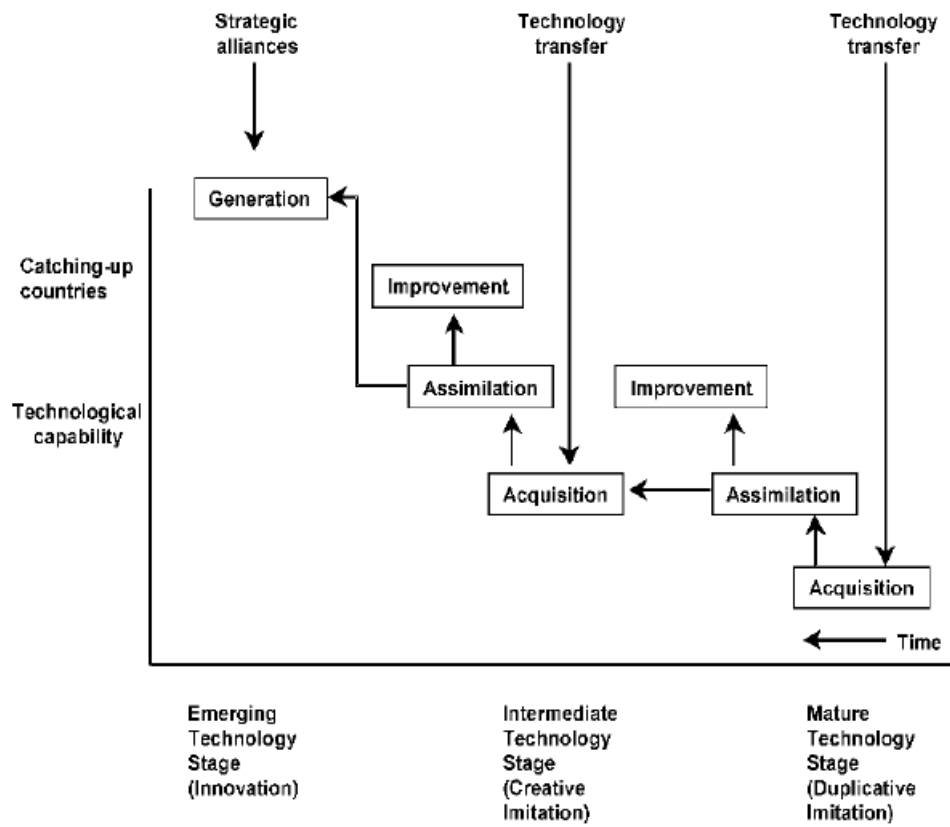 Strategic
alliances
Technology
transfer
Technology
transfer
Generation
Catching-up
countries
Improvement
Assimilation
Improvement
Technological
capability
Acquisition
Assimilation
Acquisition
Time
Emerging
Technology
Stage
(Innovation)
Intermediate
Technology
Stage
(Creative
Imitation)
Mature
Technology
Stage
(Duplicative
Imitation)